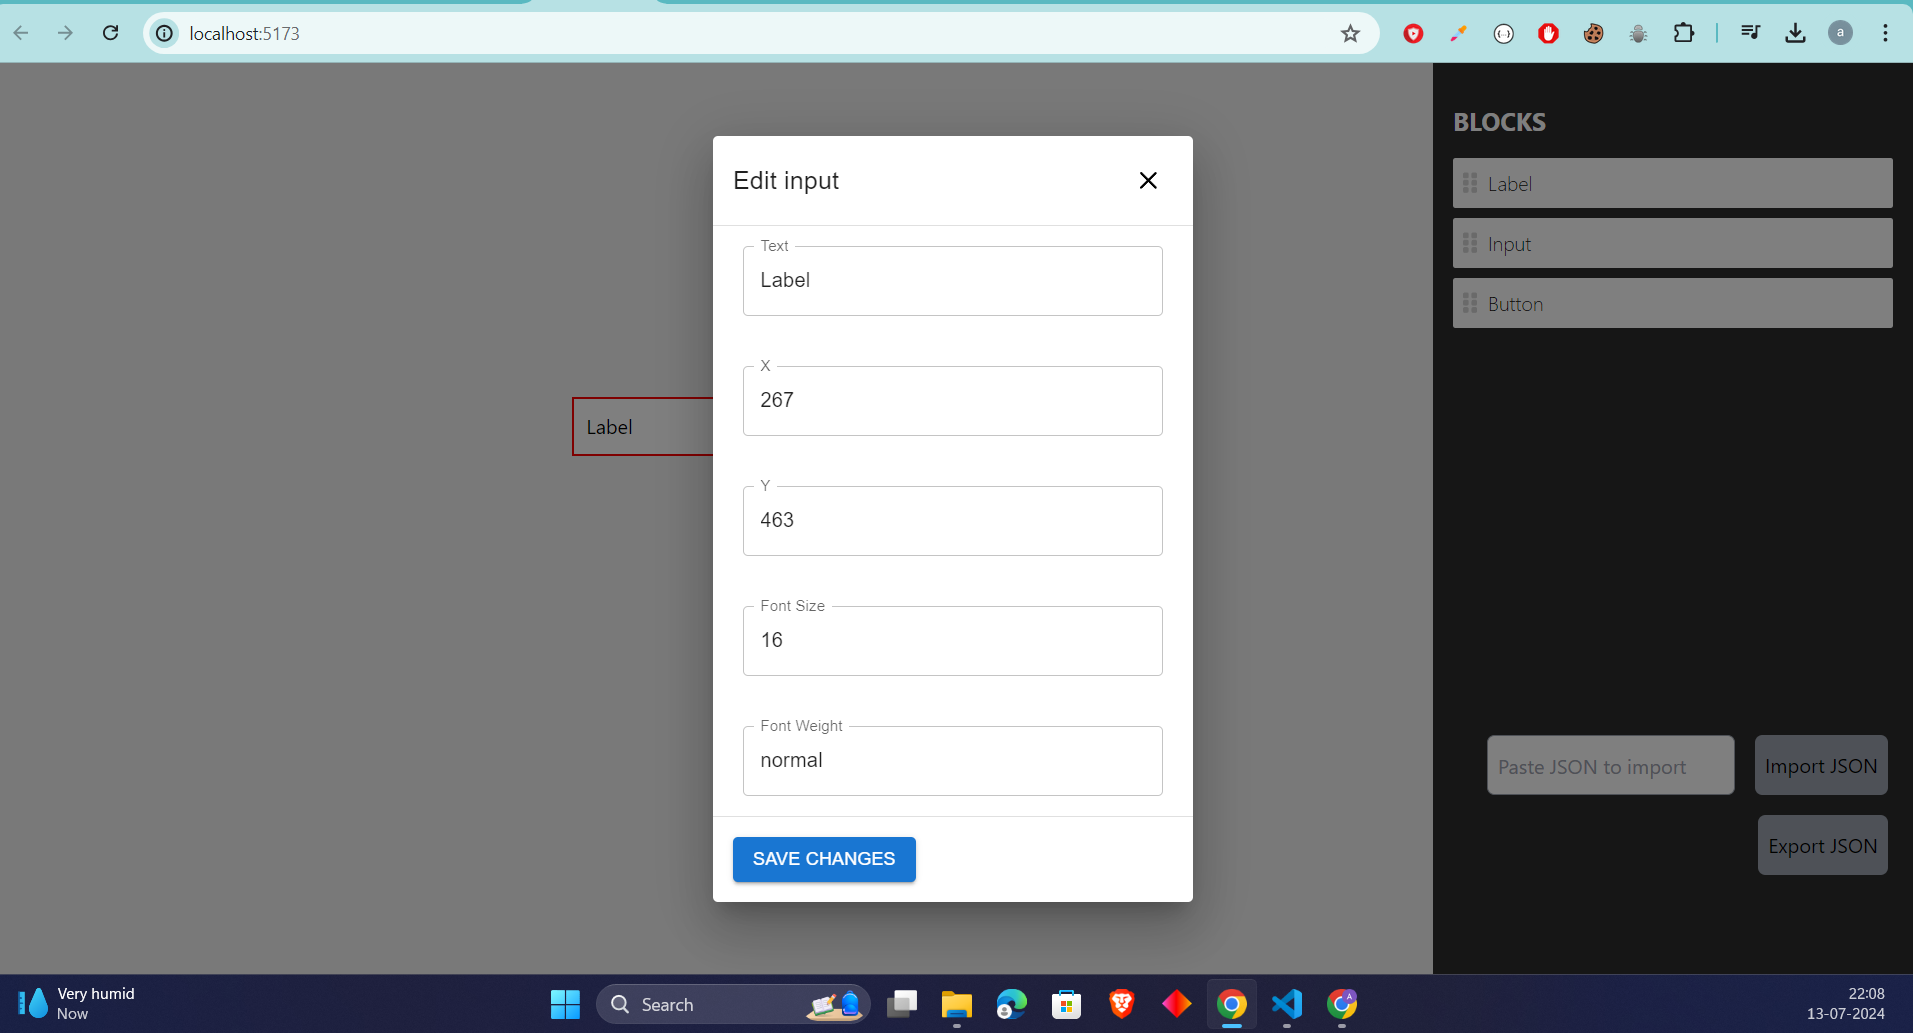 localhost:5173
a
BLOCKS
Label
Input
Button
Edit input
Text
Label
X
267
Y
463
Font Size
16
Font Weight
normal
SAVE CHANGES
Label
Paste JSON to import
Import JSON
Export JSON
Very humid
Now
Search
A
22:08
13-07-2024